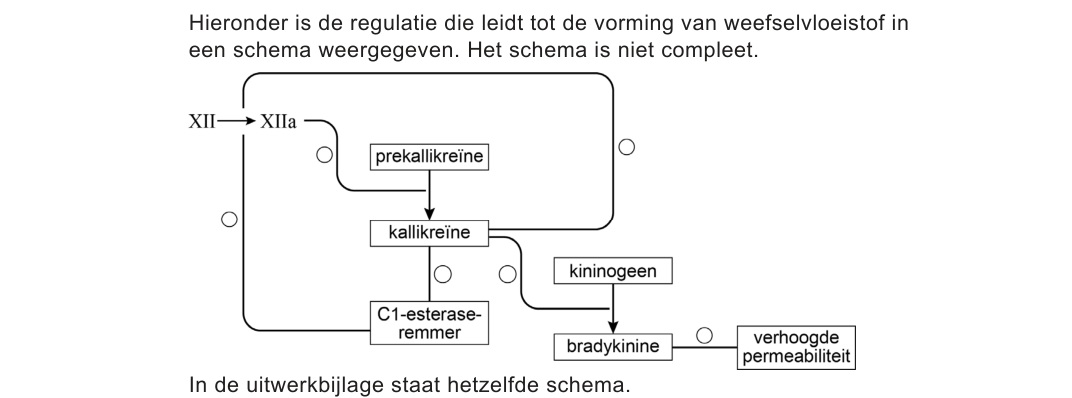 Hieronder is de regulatie die leidt tot de vorming van weefselvloeistof in
een schema weergegeven. Het schema is niet compleet.
XII
XIIa
prekallikreïne
kallikreïne
kininogeen
C1-esterase-
remmer
bradykinine
verhoogde
permeabiliteit
In de uitwerkbijlage staat hetzelfde schema.